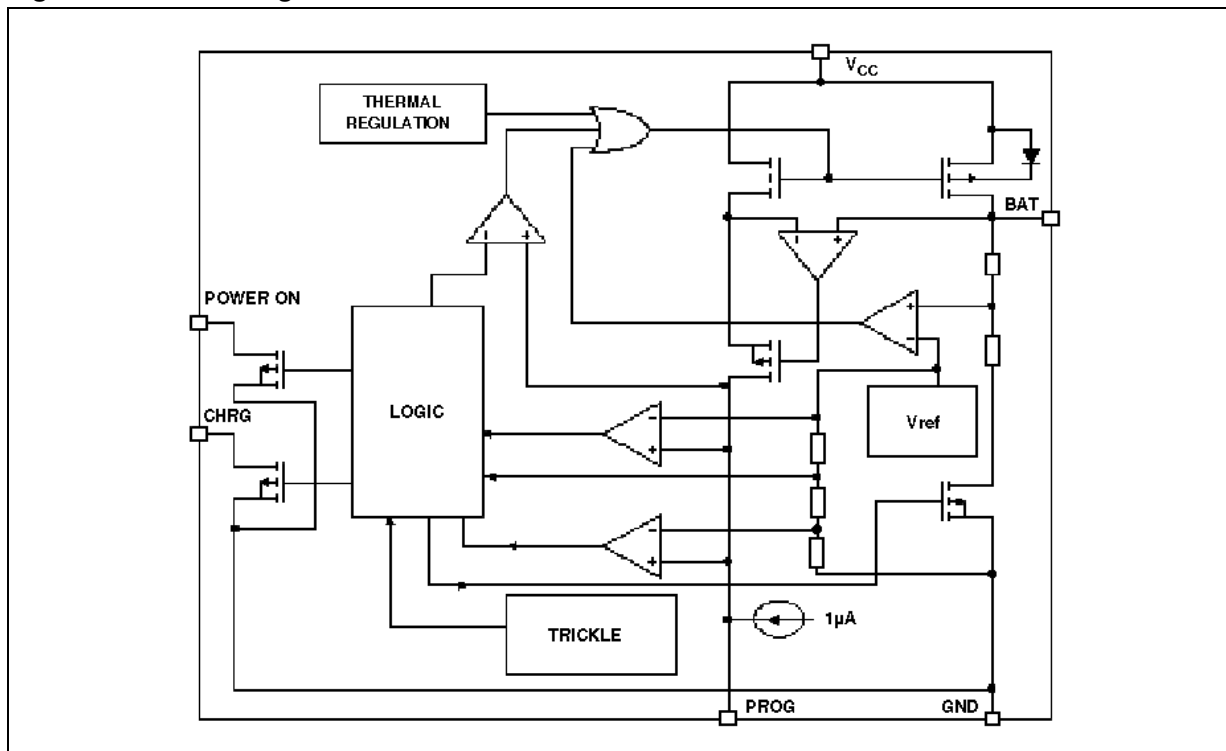 VCC
THERMAL
REGULATION
BAT
POWER ON
CHRG
LOGIC
Vref
TRICKLE
1µA
PROG
GND